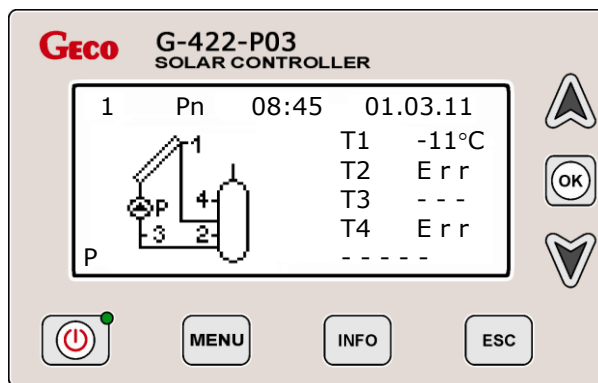 GECO
G-422-P03
SOLAR CONTROLLER
1 Pn 08:45 01.03.11
T1 -11°C
T2 Err
T3 - - -
T4 Err
- - - - -
1
4
P
3 2
P
OK
MENU INFO ESC